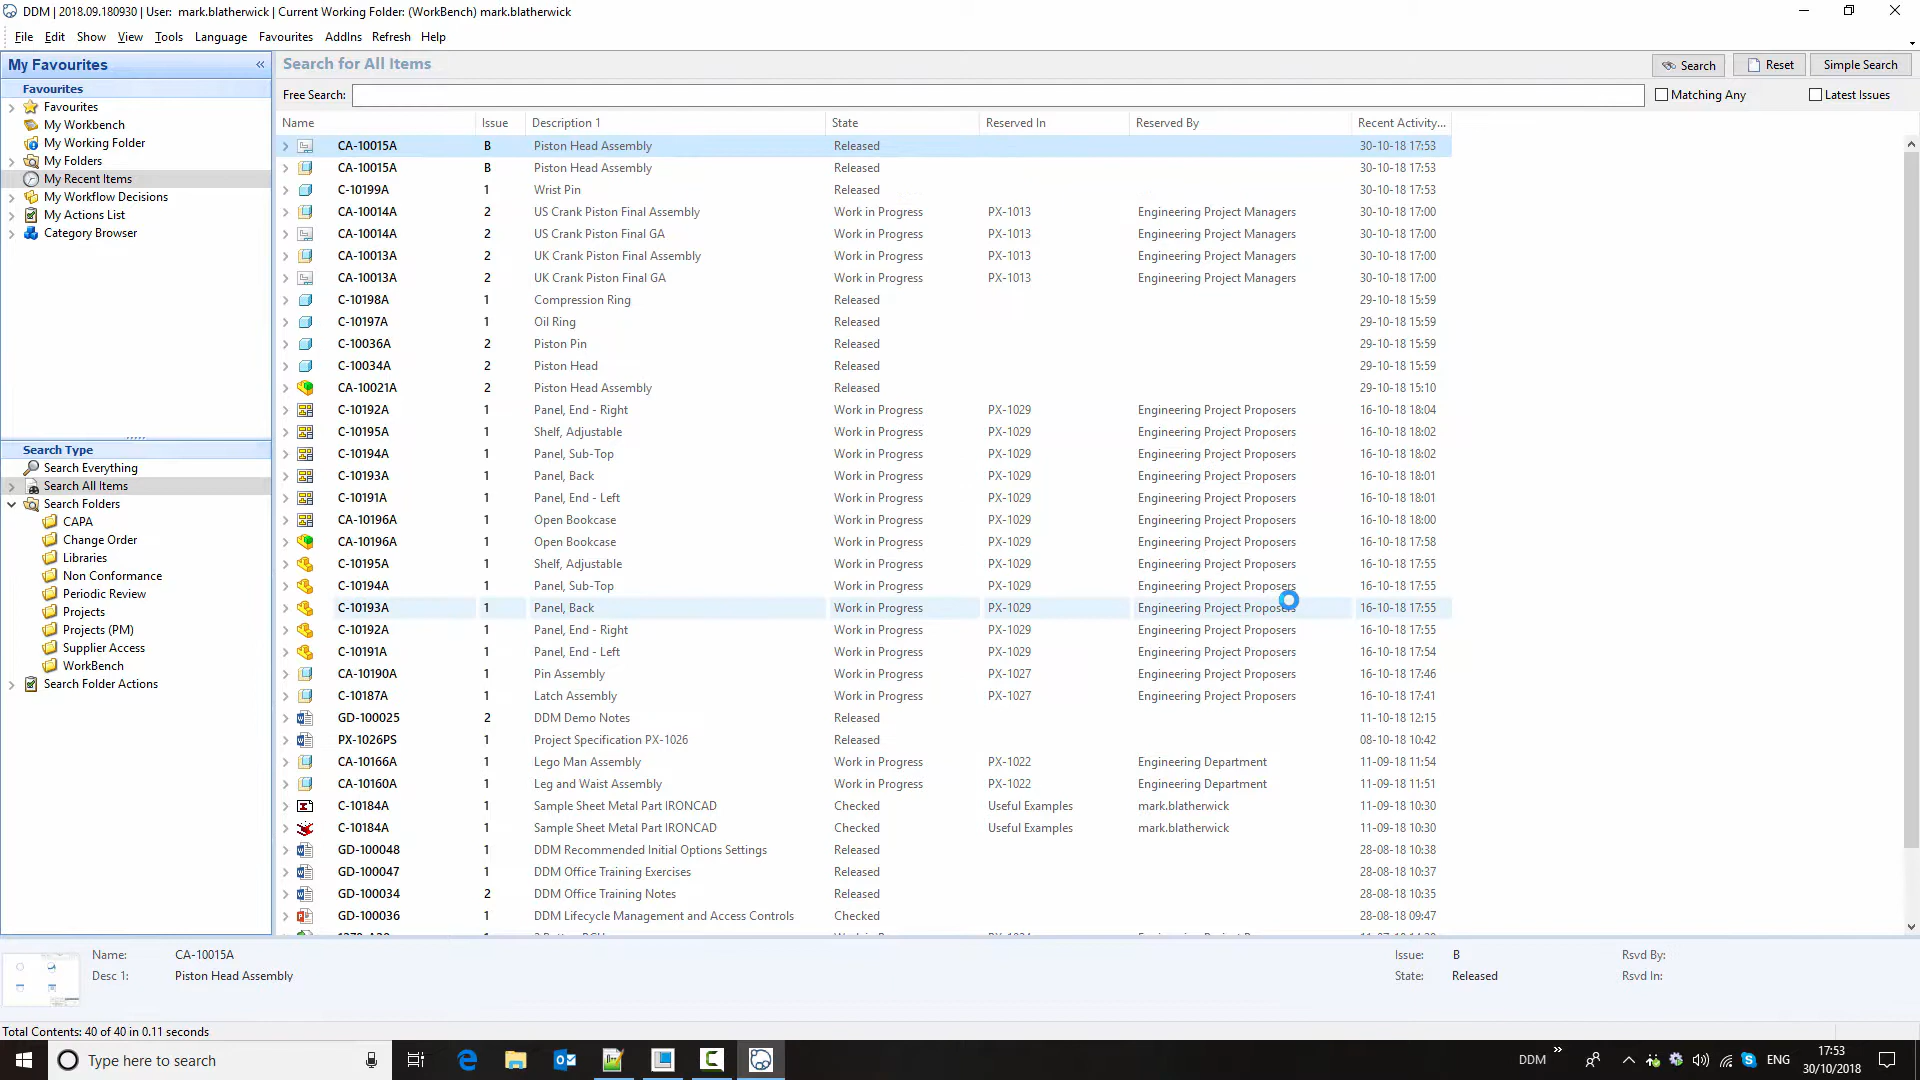 DDM | 2018.09.180930 | User: mark.blatherwick | Current Working Folder: (WorkBench) mark.blatherwick
File Edit Show View Tools Language Favourites AddIns Refresh Help
My Favourites «
Favourites
Favourites
My Workbench
My Working Folder
My Folders
My Recent Items
My Workflow Decisions
My Actions List
Category Browser
Search Type
Search Everything
Search All Items
Search Folders
CAPA
Change Order
Libraries
Non Conformance
Periodic Review
Projects
Projects (PM)
Supplier Access
WorkBench
Search Folder Actions
Search for All Items Search Reset Simple Search
Free Search: Matching Any Latest Issues
Name Issue Description 1 State Reserved In Reserved By Recent Activity...
CA-10015A B Piston Head Assembly Released 30-10-18 17:53
CA-10015A B Piston Head Assembly Released 30-10-18 17:53
C-10199A 1 Wrist Pin Released 30-10-18 17:53
CA-10014A 2 US Crank Piston Final Assembly Work in Progress PX-1013 Engineering Project Managers 30-10-18 17:00
CA-10014A 2 US Crank Piston Final GA Work in Progress PX-1013 Engineering Project Managers 30-10-18 17:00
CA-10013A 2 UK Crank Piston Final Assembly Work in Progress PX-1013 Engineering Project Managers 30-10-18 17:00
CA-10013A 2 UK Crank Piston Final GA Work in Progress PX-1013 Engineering Project Managers 30-10-18 17:00
C-10198A 1 Compression Ring Released 29-10-18 15:59
C-10197A 1 Oil Ring Released 29-10-18 15:59
C-10036A 2 Piston Pin Released 29-10-18 15:59
C-10034A 2 Piston Head Released 29-10-18 15:59
CA-10021A 2 Piston Head Assembly Released 29-10-18 15:10
C-10192A 1 Panel, End - Right Work in Progress PX-1029 Engineering Project Proposers 16-10-18 18:04
C-10195A 1 Shelf, Adjustable Work in Progress PX-1029 Engineering Project Proposers 16-10-18 18:02
C-10194A 1 Panel, Sub-Top Work in Progress PX-1029 Engineering Project Proposers 16-10-18 18:02
C-10193A 1 Panel, Back Work in Progress PX-1029 Engineering Project Proposers 16-10-18 18:01
C-10191A 1 Panel, End - Left Work in Progress PX-1029 Engineering Project Proposers 16-10-18 18:01
CA-10196A 1 Open Bookcase Work in Progress PX-1029 Engineering Project Proposers 16-10-18 18:00
CA-10196A 1 Open Bookcase Work in Progress PX-1029 Engineering Project Proposers 16-10-18 17:58
C-10195A 1 Shelf, Adjustable Work in Progress PX-1029 Engineering Project Proposers 16-10-18 17:55
C-10194A 1 Panel, Sub-Top Work in Progress PX-1029 Engineering Project Proposers 16-10-18 17:55
C-10193A 1 Panel, Back Work in Progress PX-1029 Engineering Project Proposers 16-10-18 17:55
C-10192A 1 Panel, End - Right Work in Progress PX-1029 Engineering Project Proposers 16-10-18 17:55
C-10191A 1 Panel, End - Left Work in Progress PX-1029 Engineering Project Proposers 16-10-18 17:54
CA-10190A 1 Pin Assembly Work in Progress PX-1027 Engineering Project Proposers 16-10-18 17:46
C-10187A 1 Latch Assembly Work in Progress PX-1027 Engineering Project Proposers 16-10-18 17:41
GD-100025 2 DDM Demo Notes Released 11-10-18 12:15
PX-1026PS 1 Project Specification PX-1026 Released 08-10-18 10:42
CA-10166A 1 Lego Man Assembly Work in Progress PX-1022 Engineering Department 11-09-18 11:54
CA-10160A 1 Leg and Waist Assembly Work in Progress PX-1022 Engineering Department 11-09-18 11:51
C-10184A 1 Sample Sheet Metal Part IRONCAD Checked Useful Examples mark.blatherwick 11-09-18 10:30
C-10184A 1 Sample Sheet Metal Part IRONCAD Checked Useful Examples mark.blatherwick 11-09-18 10:30
GD-100048 1 DDM Recommended Initial Options Settings Released 28-08-18 10:38
GD-100047 1 DDM Office Training Exercises Released 28-08-18 10:37
GD-100034 2 DDM Office Training Notes Released 28-08-18 10:35
GD-100036 1 DDM Lifecycle Management and Access Controls Checked 28-08-18 09:47
Name: CA-10015A Issue: B Rsvd By:
Desc 1: Piston Head Assembly State: Released Rsvd In:
Total Contents: 40 of 40 in 0.11 seconds
Type here to search DDM » ENG 17:53
30/10/2018